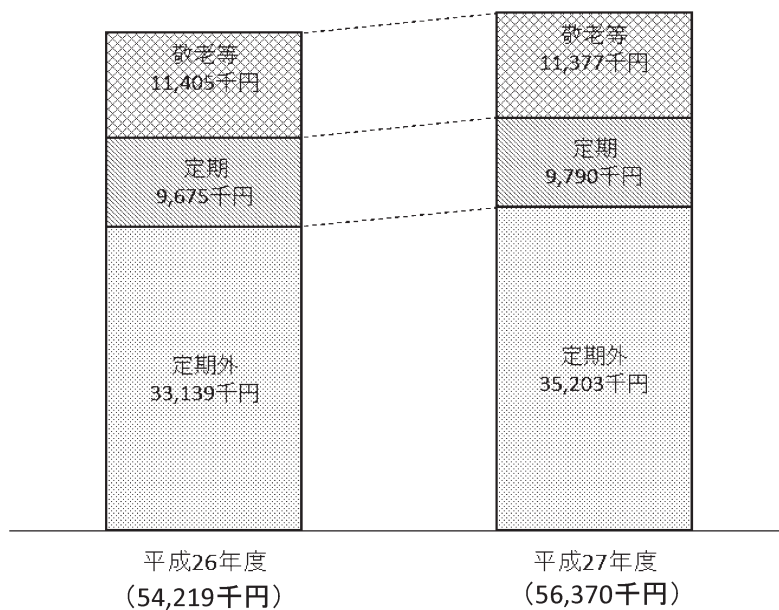 敬老等
11,405千円
定期
9,675千円
定期外
33,139千円
平成26年度
（54,219千円）
敬老等
11,377千円
定期
9,790千円
定期外
35,203千円
平成27年度
（56,370千円）